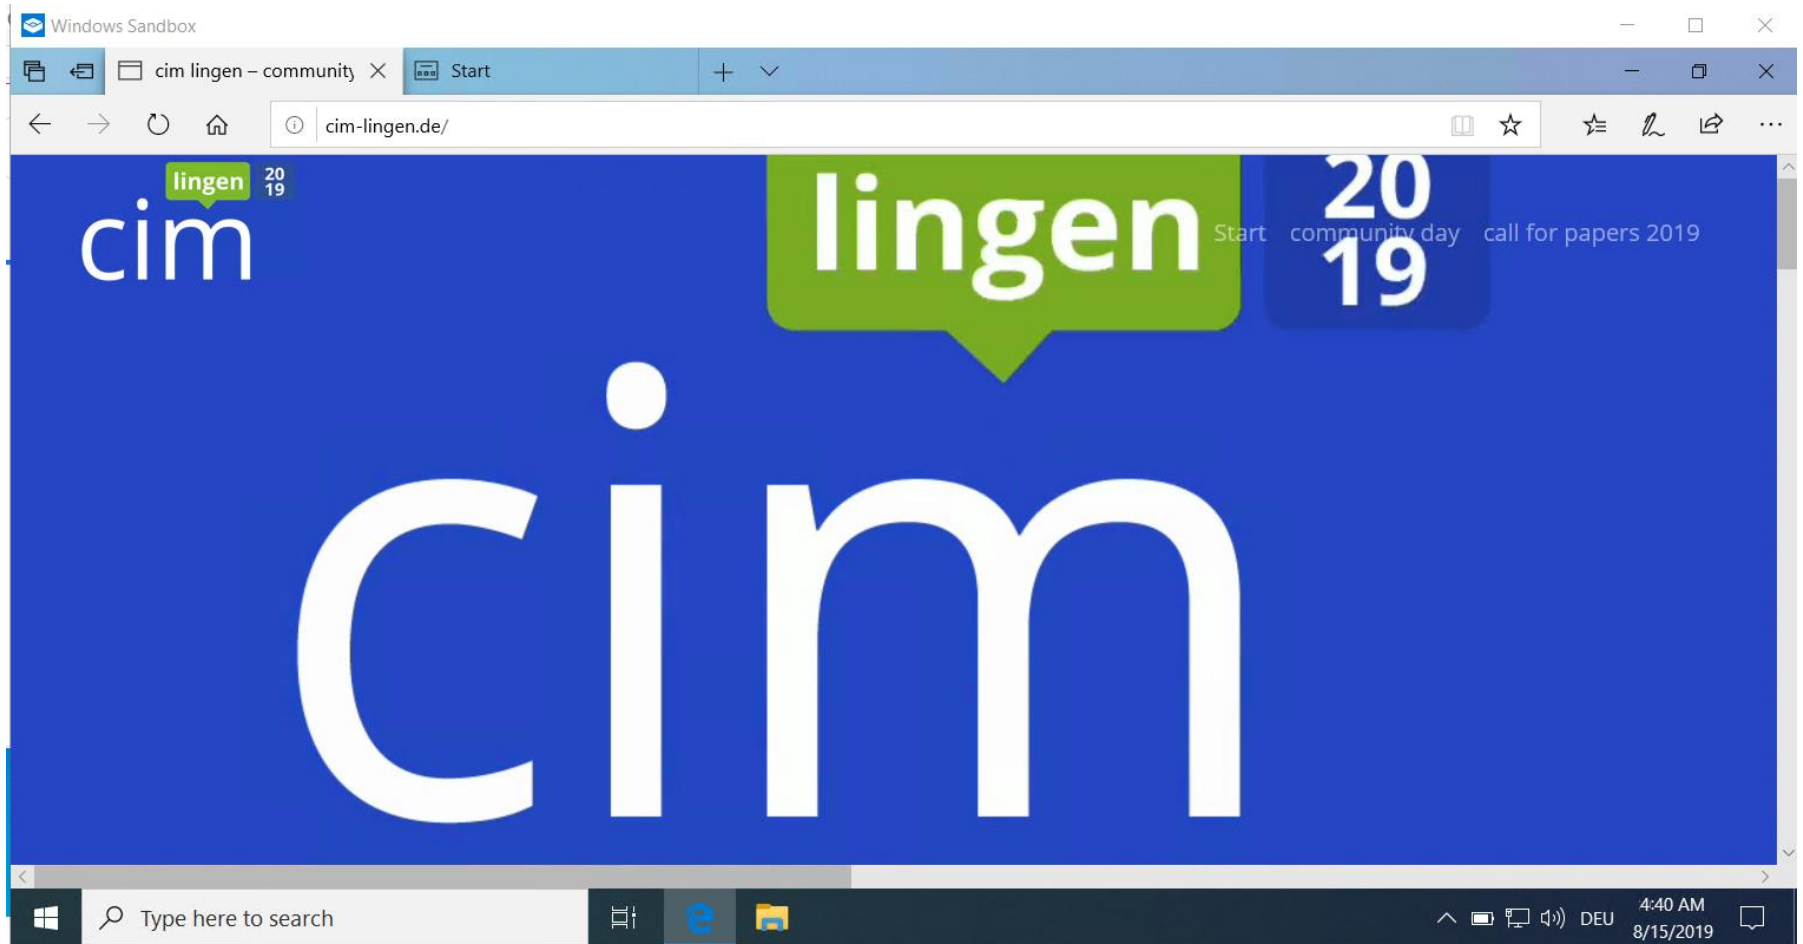 Windows Sandbox
cim lingen – community
Start
cim-lingen.de/
lingen
20
19
cim
lingen
20
19
Start community day call for papers 2019
cim
Type here to search
DEU
4:40 AM
8/15/2019